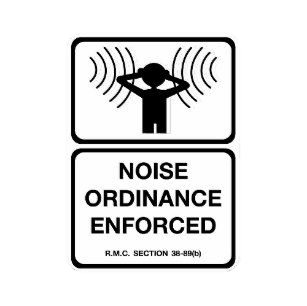 NOISE
ORDINANCE
ENFORCED
R.M.C. SECTION 38-89(b)